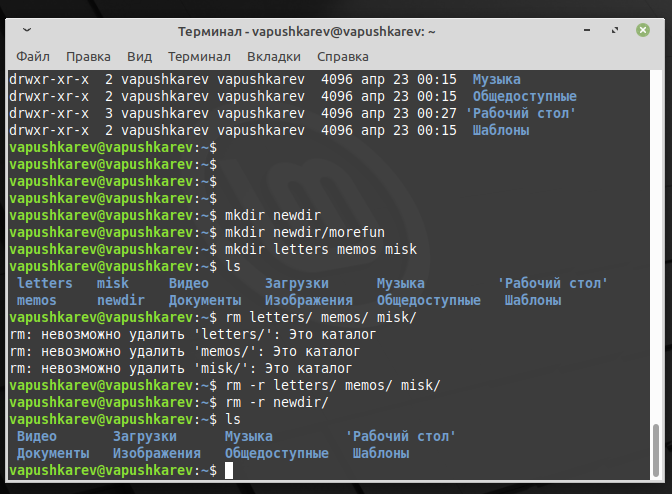 Терминал - vapushkarev@vapushkarev: ~
Файл Правка Вид Терминал Вкладки Справка
drwxr-xr-x 2 vapushkarev vapushkarev 4096 апр 23 00:15 Музыка
drwxr-xr-x 2 vapushkarev vapushkarev 4096 апр 23 00:15 Общедоступные
drwxr-xr-x 3 vapushkarev vapushkarev 4096 апр 23 00:27 'Рабочий стол'
drwxr-xr-x 2 vapushkarev vapushkarev 4096 апр 23 00:15 Шаблоны
vapushkarev@vapushkarev:~$
vapushkarev@vapushkarev:~$
vapushkarev@vapushkarev:~$
vapushkarev@vapushkarev:~$
vapushkarev@vapushkarev:~$ mkdir newdir
vapushkarev@vapushkarev:~$ mkdir newdir/morefun
vapushkarev@vapushkarev:~$ mkdir letters memos misk
vapushkarev@vapushkarev:~$ ls
letters misk Видео Загрузки Музыка 'Рабочий стол'
memos newdir Документы Изображения Общедоступные Шаблоны
vapushkarev@vapushkarev:~$ rm letters/ memos/ misk/
rm: невозможно удалить 'letters/': Это каталог
rm: невозможно удалить 'memos/': Это каталог
rm: невозможно удалить 'misk/': Это каталог
vapushkarev@vapushkarev:~$ rm -r letters/ memos/ misk/
vapushkarev@vapushkarev:~$ rm -r newdir/
vapushkarev@vapushkarev:~$ ls
Видео Загрузки Музыка 'Рабочий стол'
Документы Изображения Общедоступные Шаблоны
vapushkarev@vapushkarev:~$